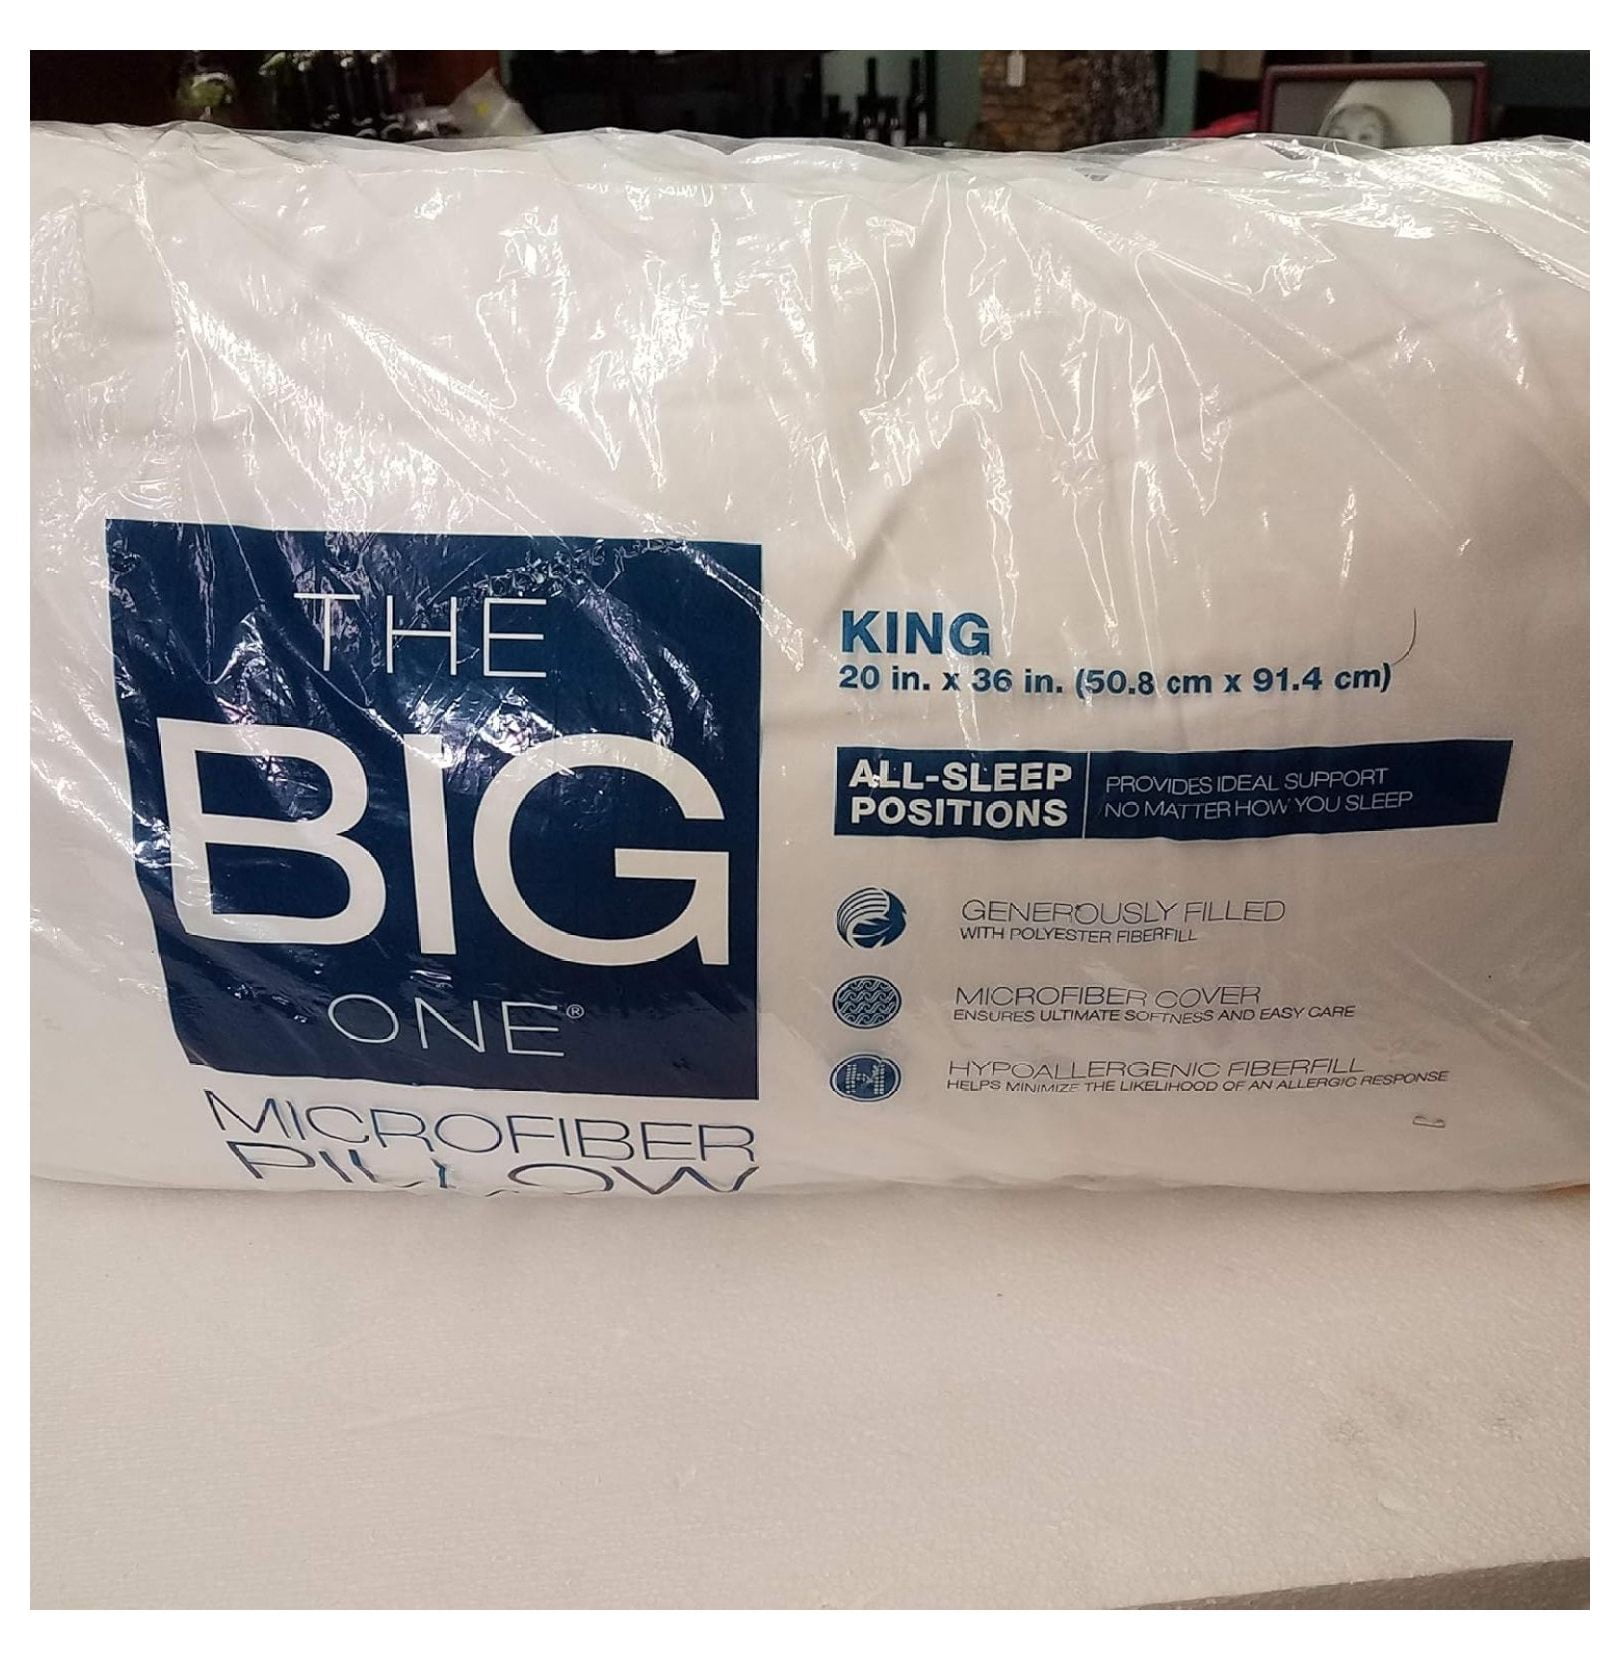 THE
BIG
ONE®
MICROFIBER
PILLOW
KING
20 in. x 36 in. (50.8 cm x 91.4 cm)
ALL-SLEEP
POSITIONS
PROVIDES IDEAL SUPPORT
NO MATTER HOW YOU SLEEP
GENEROUSLY FILLED
WITH POLYESTER FIBERFILL
MICROFIBER COVER
ENSURES ULTIMATE SOFTNESS AND EASY CARE
HYPOALLERGENIC FIBERFILL
HELPS MINIMIZE THE LIKELIHOOD OF AN ALLERGIC RESPONSE